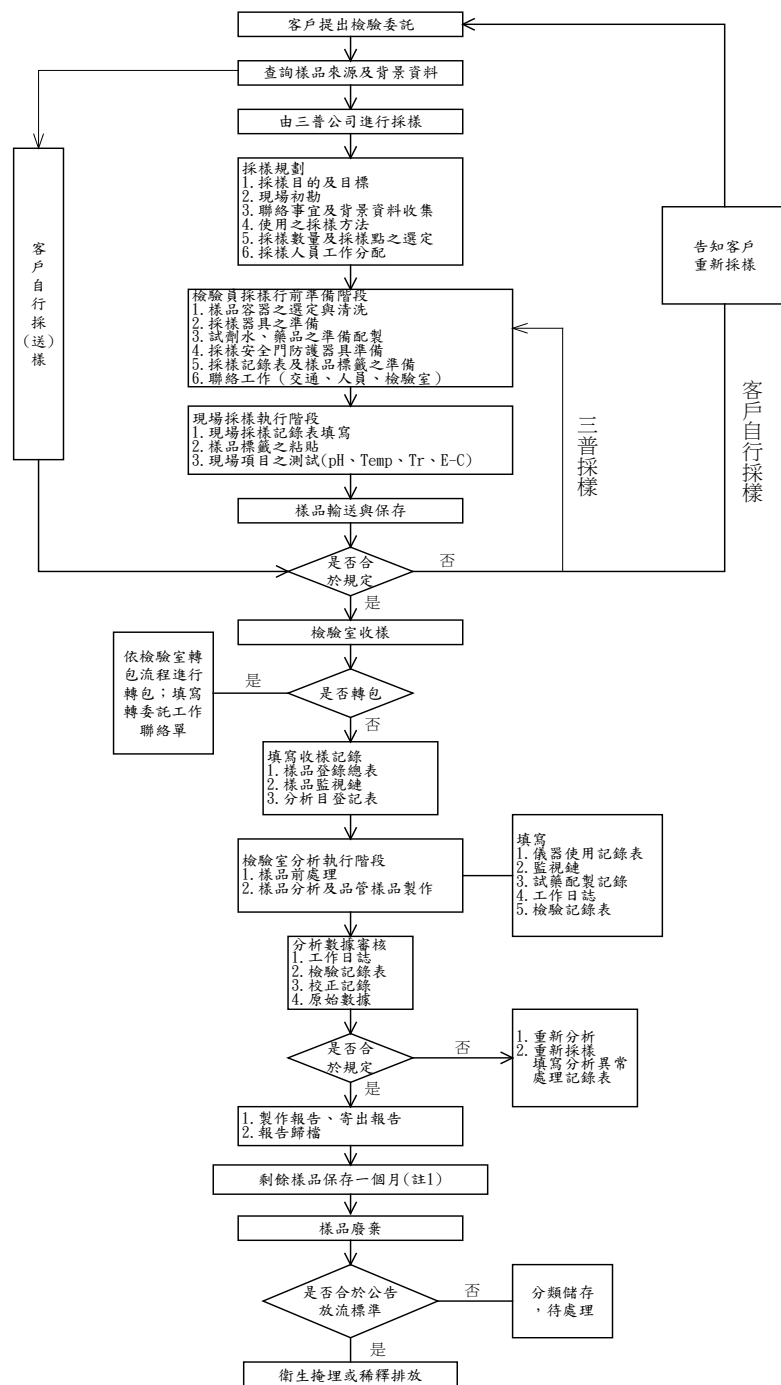 客戶提出檢驗委託
查詢樣品來源及背景資料
由三普公司進行採樣
採樣規劃
1.採樣目的及目標
2.現場初勘
3.聯絡事宜及背景資料收集
4.使用之採樣方法
5.採樣數量及採樣點之選定
6.採樣人員工作分配
客戶自行採(送)樣
告知客戶
重新採樣
檢驗員採樣行前準備階段
1.樣品容器之選定與清洗
2.採樣器具之準備
3.試劑水、藥品之準備配製
4.採樣安全門防護器具準備
5.採樣記錄表及樣品標籤之準備
6.聯絡工作(交通、人員、檢驗室)
三普採樣
客戶自行採樣
現場採樣執行階段
1.現場採樣記錄表填寫
2.樣品標籤之粘貼
3.現場項目之測試(pH、Temp、Tr、E-C)
樣品輸送與保存
是否合
於規定
否
是
檢驗室收樣
依檢驗室轉
包流程進行
轉包；填寫
轉委託工作
聯絡單
是
是否轉包
否
填寫收樣記錄
1.樣品登錄總表
2.樣品監視鏈
3.分析目登記表
檢驗室分析執行階段
1.樣品前處理
2.樣品分析及品管樣品製作
填寫
1.儀器使用記錄表
2.監視鏈
3.試藥配製記錄
4.工作日誌
5.檢驗記錄表
分析數據審核
1.工作日誌
2.檢驗記錄表
3.校正記錄
4.原始數據
是否合
於規定
否
是
1.重新分析
2.重新採樣
填寫分析異常
處理記錄表
1.製作報告、寄出報告
2.報告歸檔
剩餘樣品保存一個月(註1)
樣品廢棄
是否合於公告
放流標準
否
是
分類儲存
，待處理
衛生掩埋或稀釋排放